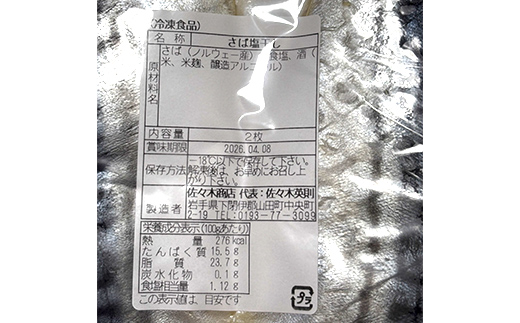 (冷凍食品)
名称 さば塩干し
原材料名 さば(ノルウェー産)、食塩、酒(
米、米麹、醸造アルコール)
内容量 2枚
賞味期限 2026.04.08
保存方法 -18℃以下で保存して下さい。
解凍後は、お早めにお召し上
がり下さい。
製造者 佐々木商店 代表:佐々木英則
岩手県下閉伊郡山田町中央町
2-19 TEL:0193-77-3099
栄養成分表示(100gあたり)
熱量 276kcal
たんぱく質 15.5g
脂質 23.7g
炭水化物 0.1g
食塩相当量 1.12g
この表示値は、目安です
プラ